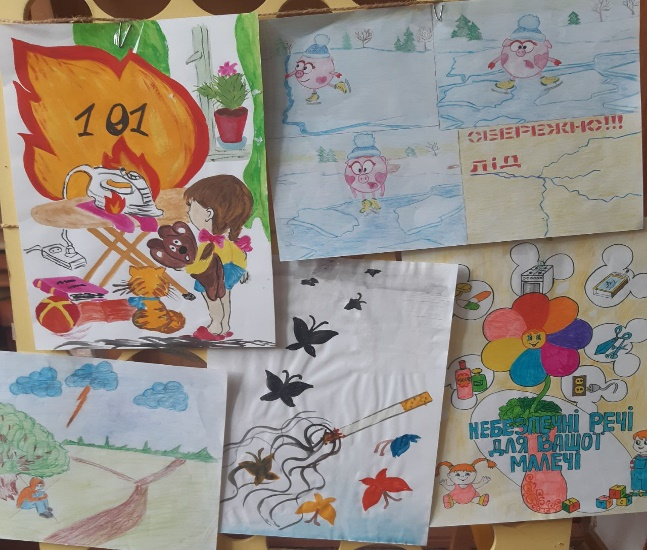 101
ОБЕРЕЖНО!!!
ЛІД
НЕБЕЗПЕЧНІ РЕЧІ
ДЛЯ ВАШОЇ
МАЛЕЧІ